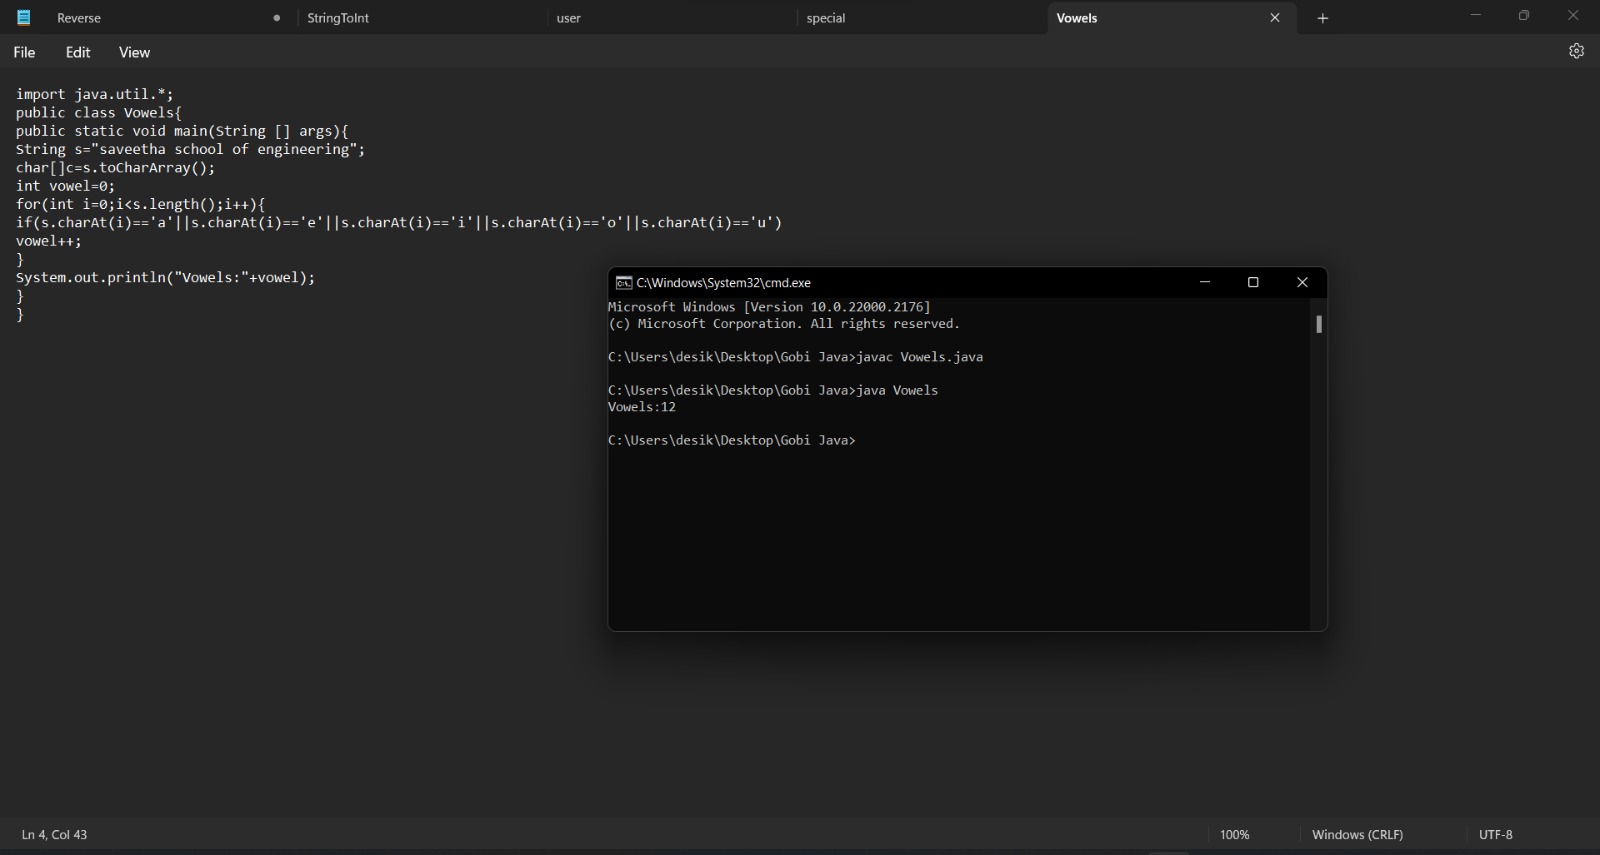 Reverse StringToInt user special Vowels
File Edit View
import java.util.*;
public class Vowels{
public static void main(String [] args){
String s="saveetha school of engineering";
char[]c=s.toCharArray();
int vowel=0;
for(int i=0;i<s.length();i++){
if(s.charAt(i)=='a'||s.charAt(i)=='e'||s.charAt(i)=='i'||s.charAt(i)=='o'||s.charAt(i)=='u')
vowel++;
}
System.out.println("Vowels:"+vowel);
}
}
C:\Windows\System32\cmd.exe
Microsoft Windows [Version 10.0.22000.2176]
(c) Microsoft Corporation. All rights reserved.
C:\Users\desik\Desktop\Gobi Java>javac Vowels.java
C:\Users\desik\Desktop\Gobi Java>java Vowels
Vowels:12
C:\Users\desik\Desktop\Gobi Java>
Ln 4, Col 43 100% Windows (CRLF) UTF-8